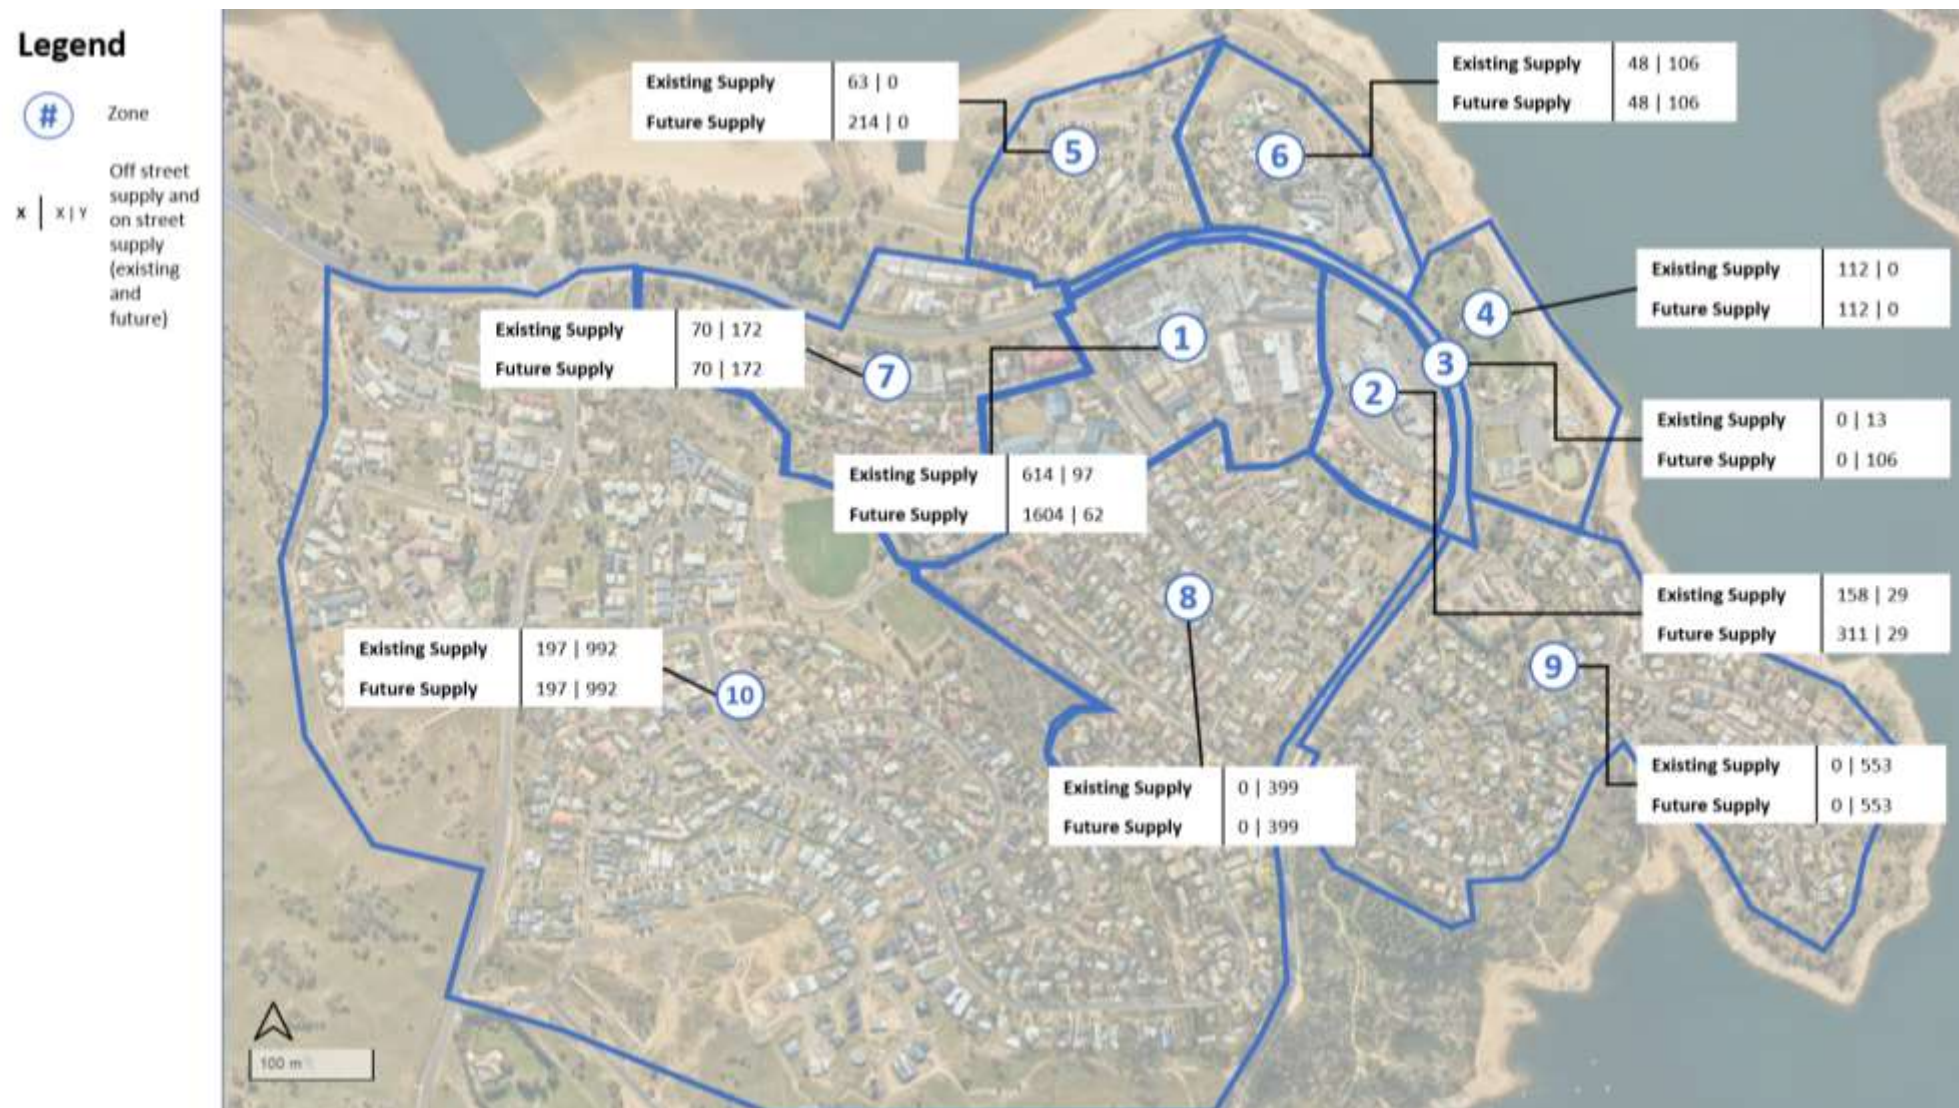 Legend
#
Zone
X | X | Y
Off street
supply and
on street
supply
(existing
and
future)
Existing Supply 63 | 0
Future Supply 214 | 0
5
Existing Supply 48 | 106
Future Supply 48 | 106
6
Existing Supply 112 | 0
Future Supply 112 | 0
4
Existing Supply 70 | 172
Future Supply 70 | 172
7
1
2
3
Existing Supply 0 | 13
Future Supply 0 | 106
Existing Supply 614 | 97
Future Supply 1604 | 62
8
Existing Supply 158 | 29
Future Supply 311 | 29
9
Existing Supply 197 | 992
Future Supply 197 | 992
10
Existing Supply 0 | 399
Future Supply 0 | 399
Existing Supply 0 | 553
Future Supply 0 | 553
100 m